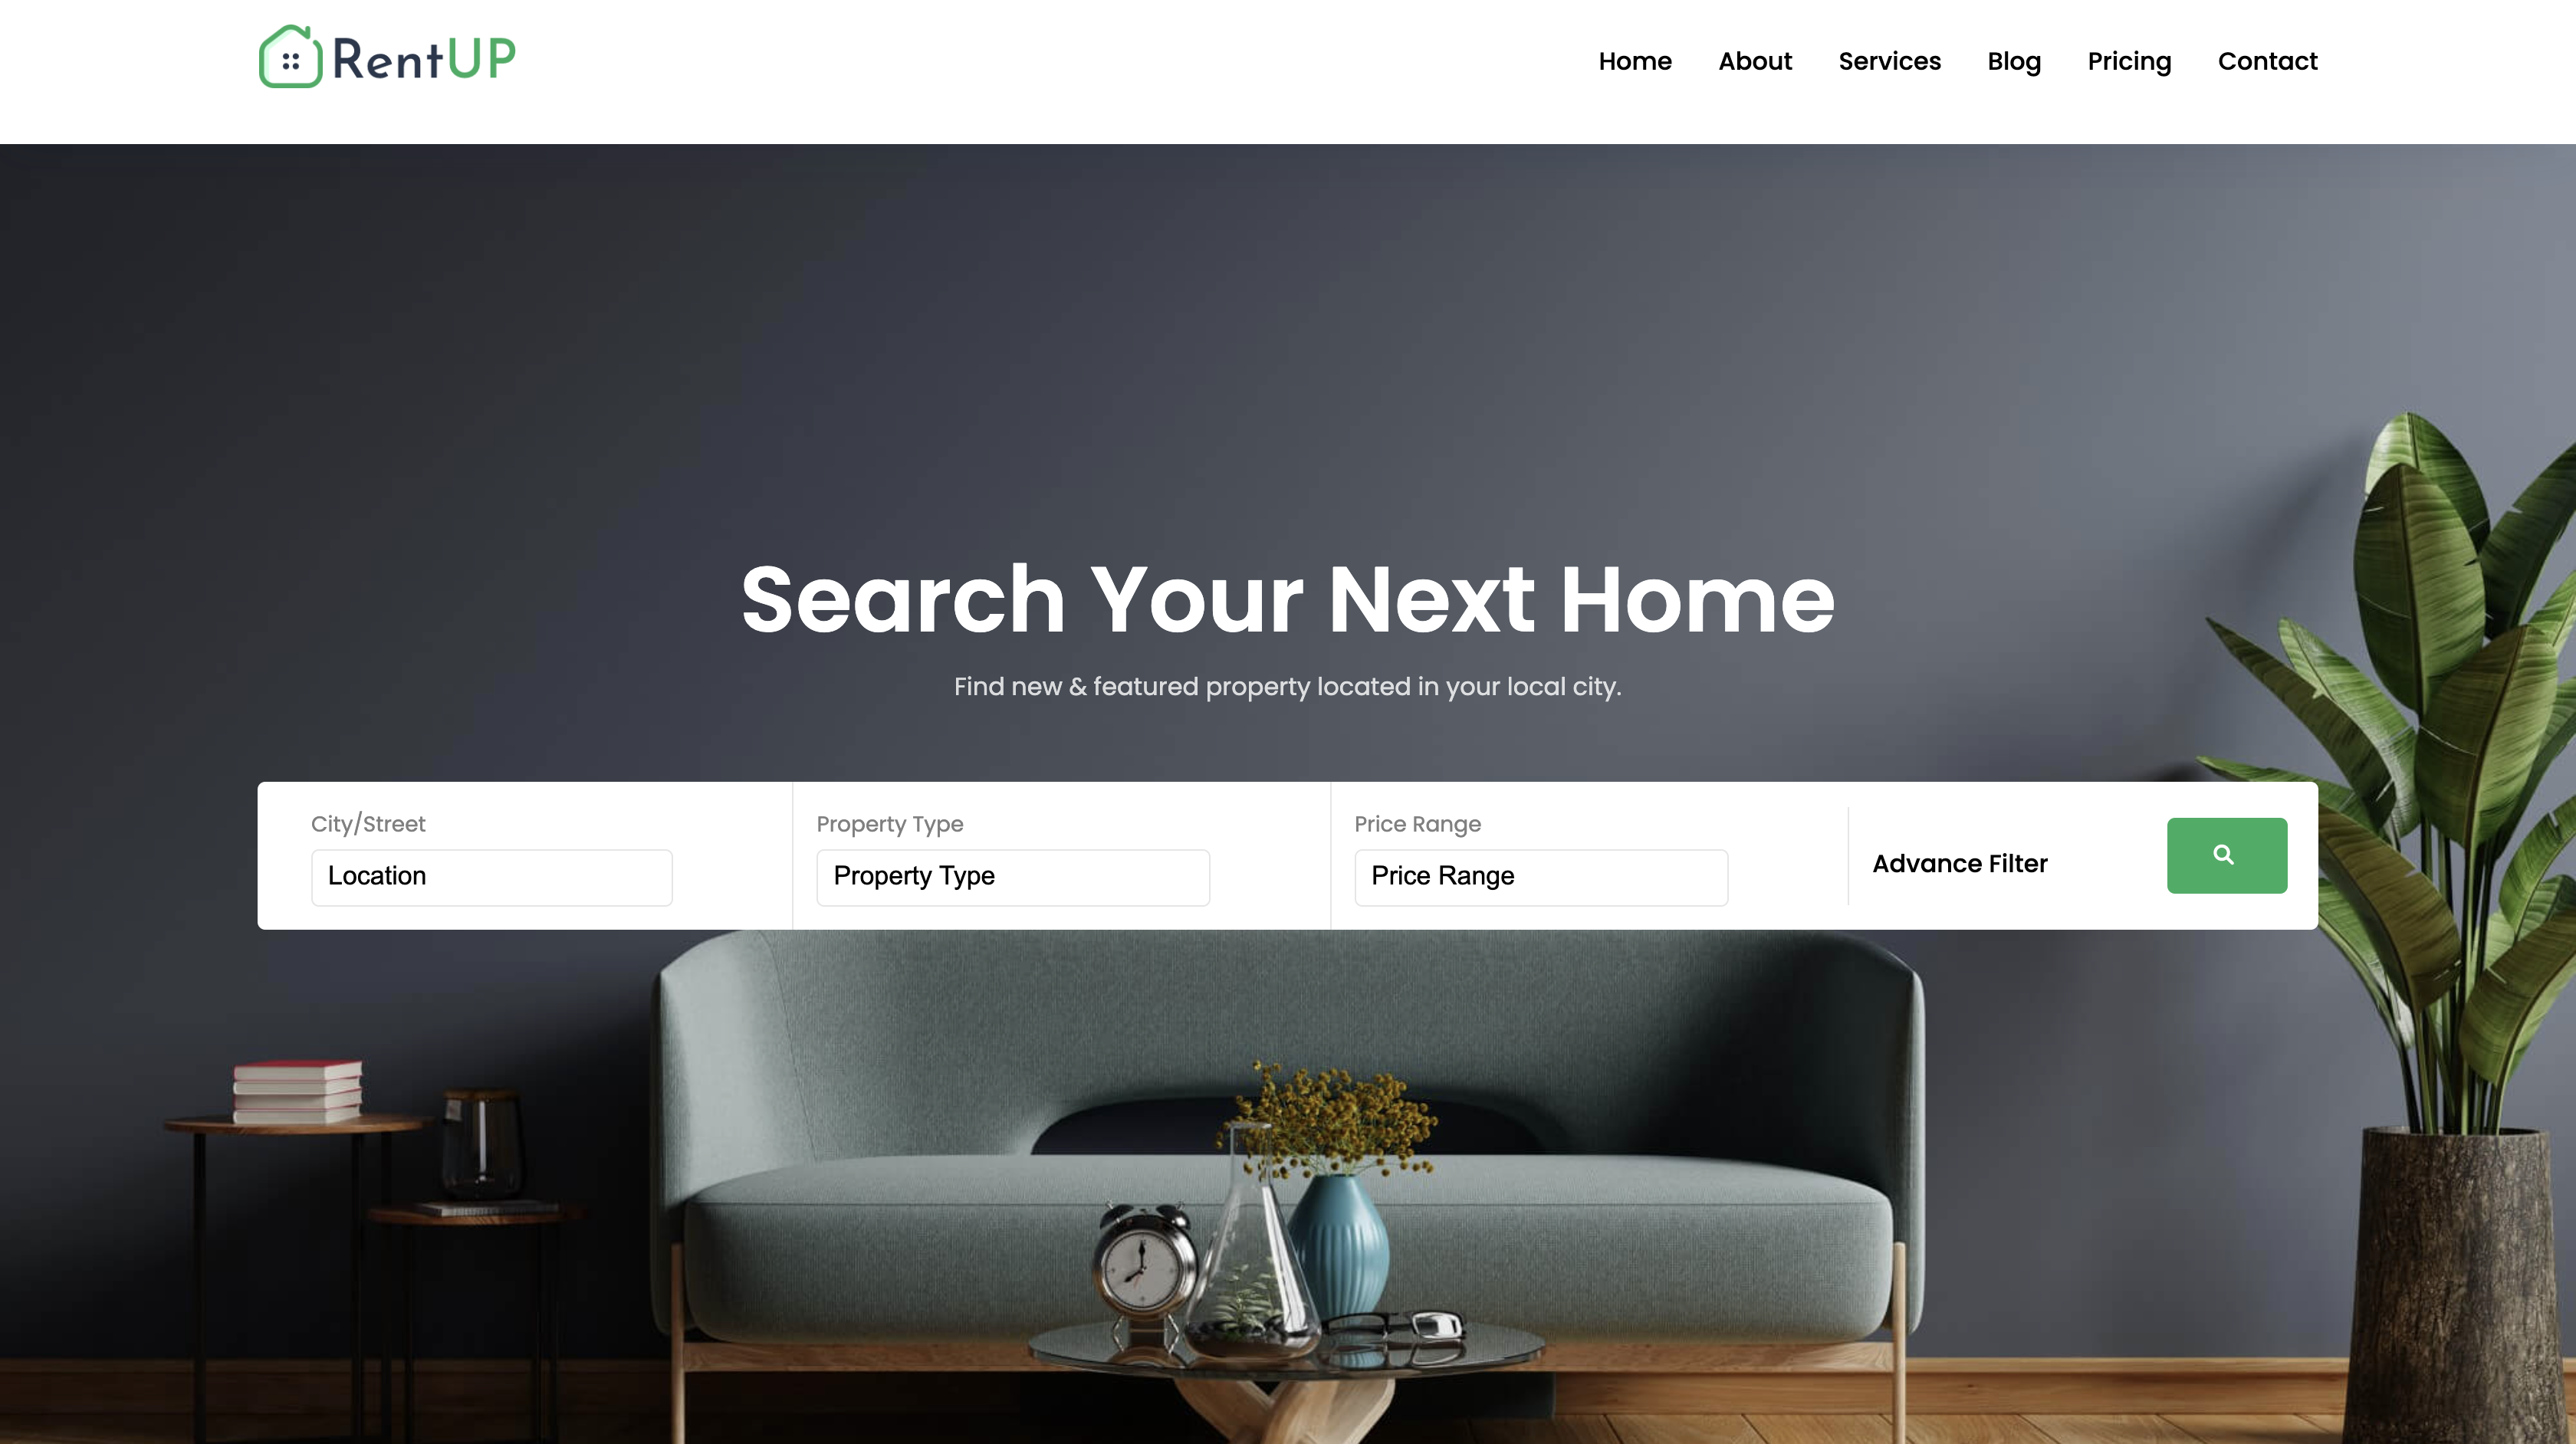 RentUP
Home About Services Blog Pricing Contact
Search Your Next Home
Find new & featured property located in your local city.
City/Street
Location
Property Type
Property Type
Price Range
Price Range
Advance Filter